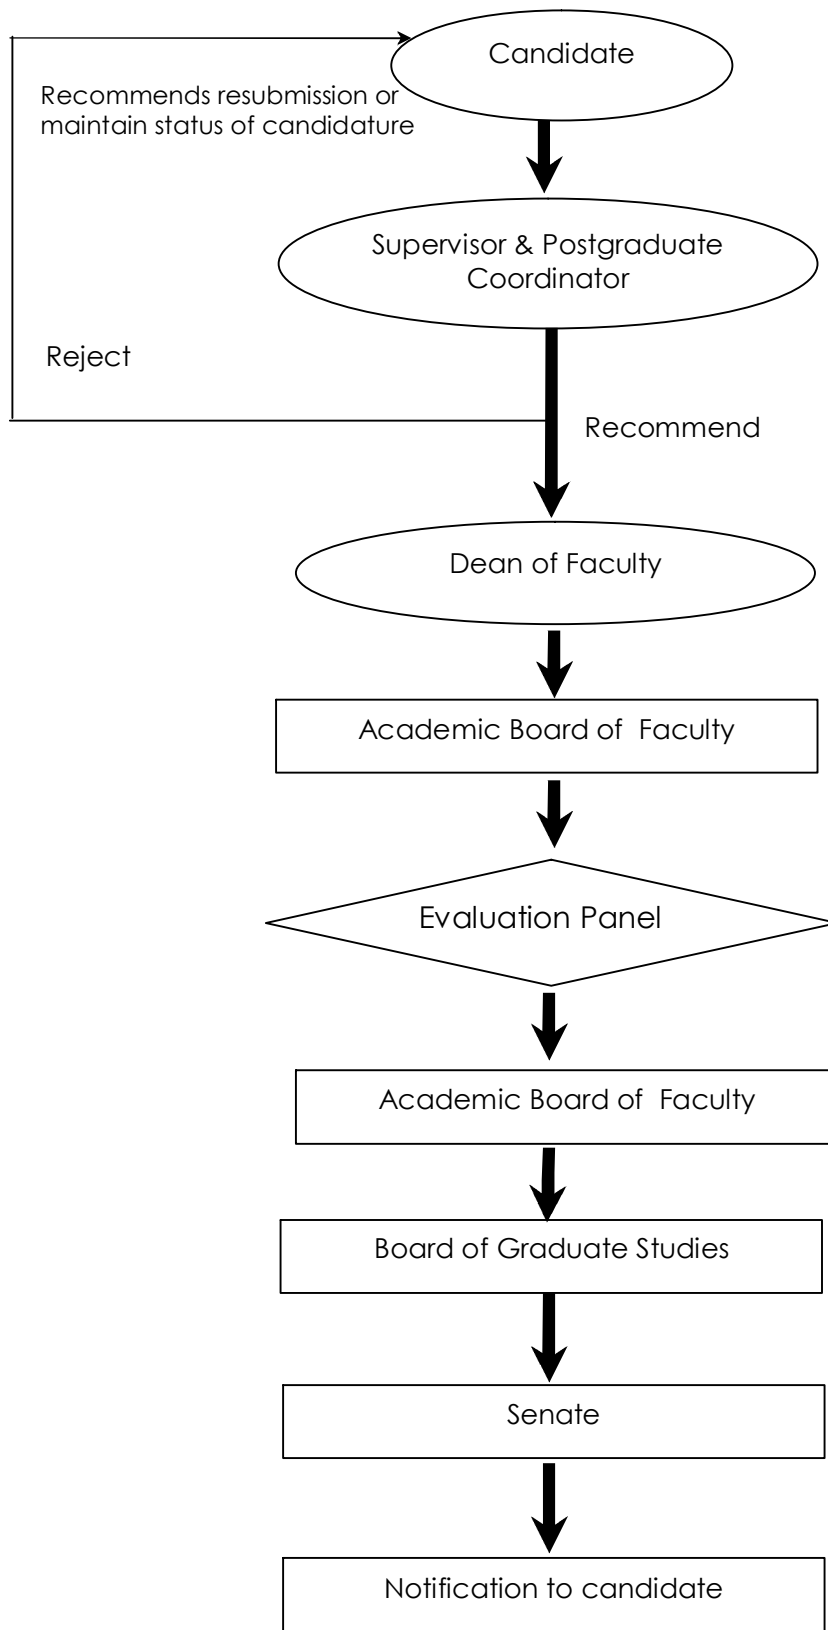 Candidate
Recommends resubmission or
maintain status of candidature
Supervisor & Postgraduate
Coordinator
Reject
Recommend
Dean of Faculty
Academic Board of  Faculty
Evaluation Panel
Academic Board of  Faculty
Board of Graduate Studies
Senate
Notification to candidate